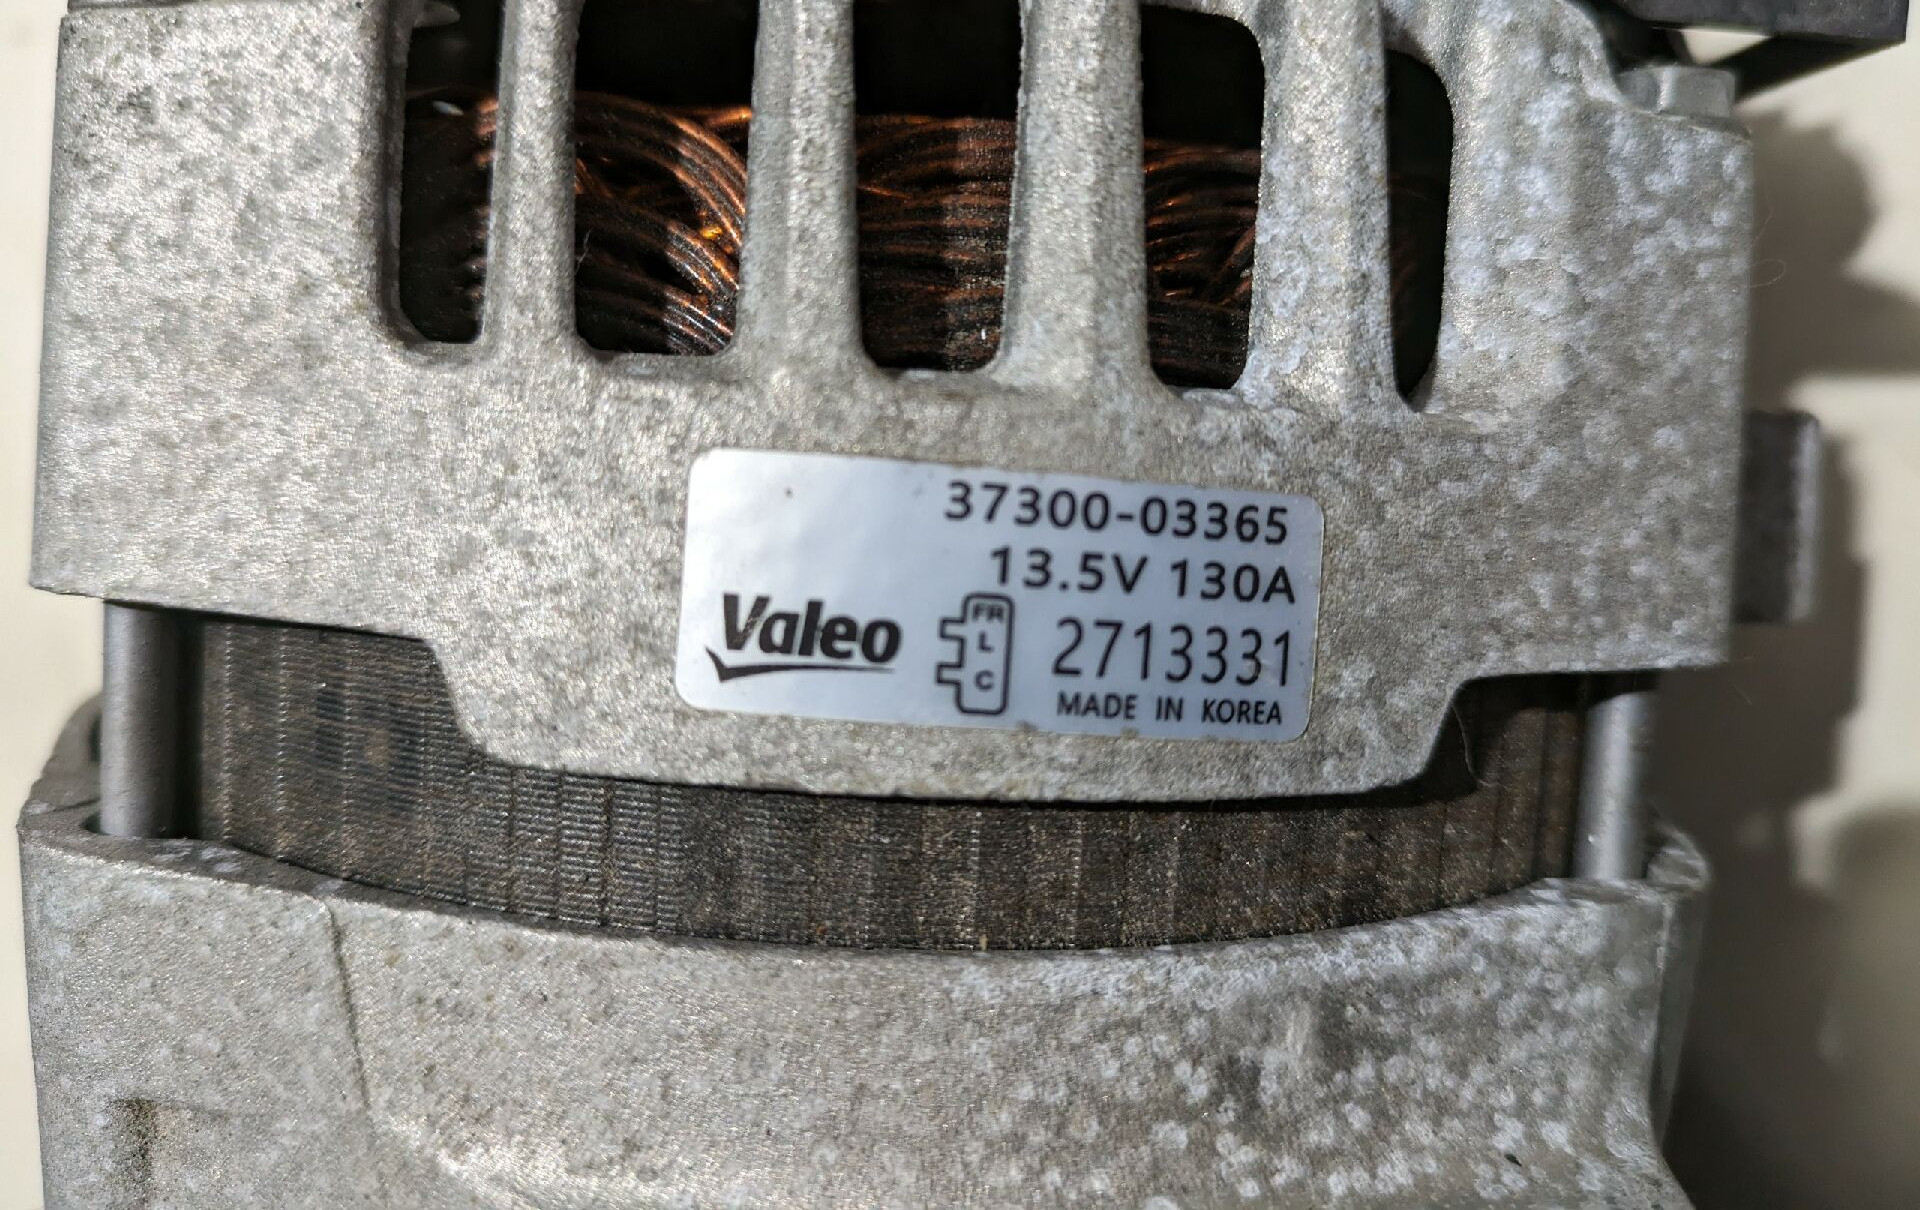 37300-03365
13.5V 130A
Valeo
FR
L
C
2713331
MADE IN KOREA